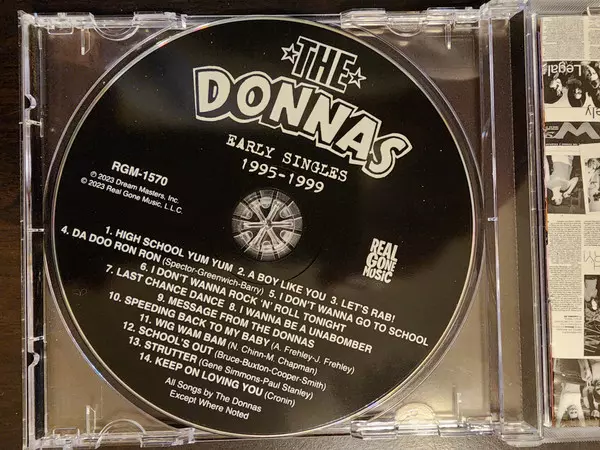 THE
DONNAS
EARLY SINGLES
1995-1999
RGM-1570
℗2023 Dream Masters, Inc.
©2023 Real Gone Music, L.L.C.
REAL
GONE
MUSIC
1. HIGH SCHOOL YUM YUM 2. A BOY LIKE YOU 3. LET'S RAB!
4. DA DOO RON RON (Spector-Greenwich-Barry) 5. I DON'T WANNA GO TO SCHOOL
6. I DON'T WANNA ROCK 'N' ROLL TONIGHT
7. LAST CHANCE DANCE 8. I WANNA BE A UNABOMBER
9. MESSAGE FROM THE DONNAS
10. SPEEDING BACK TO MY BABY (A. Frehley-J. Frehley)
11. WIG WAM BAM (N. Chinn-M. Chapman)
12. SCHOOL'S OUT (Bruce-Buxton-Cooper-Smith)
13. STRUTTER (Gene Simmons-Paul Stanley)
14. KEEP ON LOVING YOU (Cronin)
All Songs by The Donnas
Except Where Noted
Legal